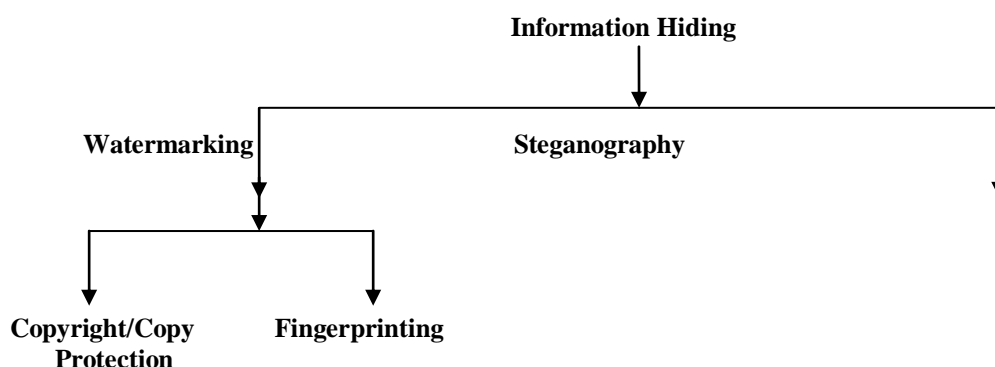 Information Hiding
Watermarking
Steganography
Copyright/Copy
Protection
Fingerprinting